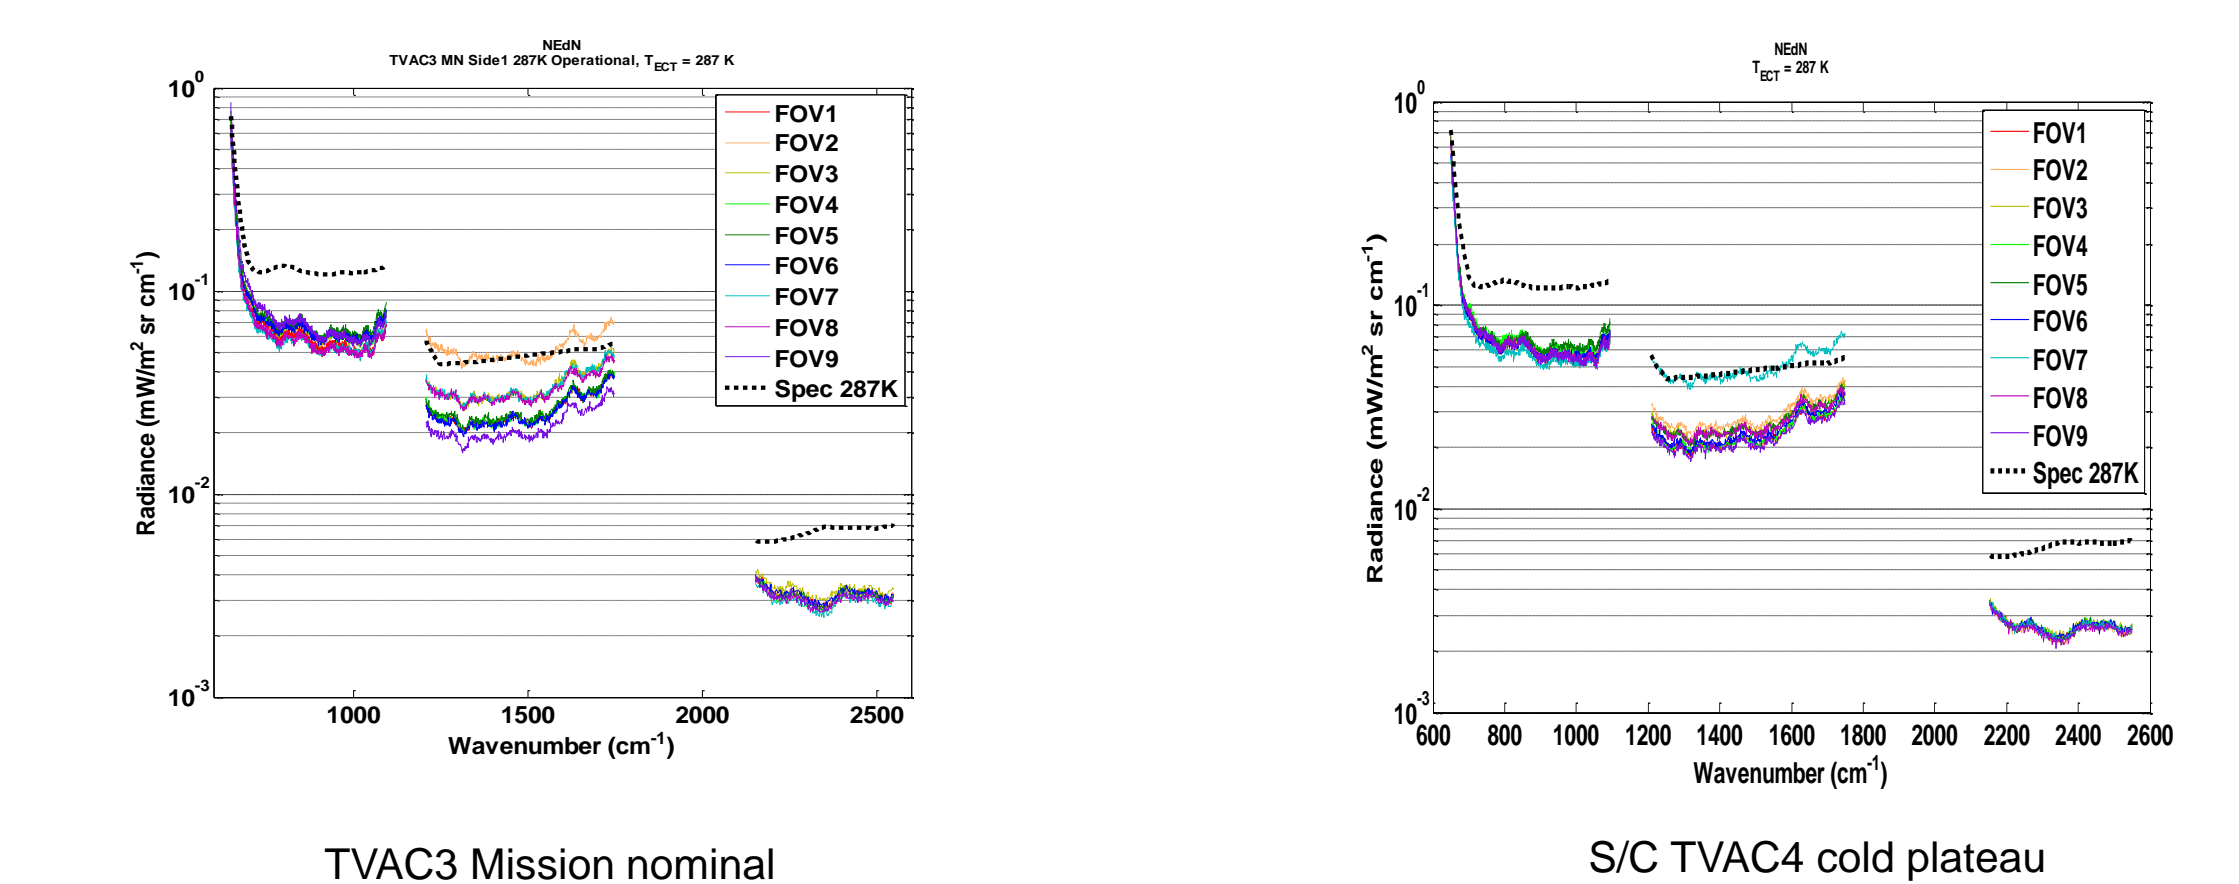 NEdN
TVAC3 MN Side1 287K Operational, T_ECT = 287 K
10^0
10^-1
10^-2
10^-3
Radiance (mW/m^2 sr cm^-1)
1000 1500 2000 2500
Wavenumber (cm^-1)
FOV1
FOV2
FOV3
FOV4
FOV5
FOV6
FOV7
FOV8
FOV9
Spec 287K
TVAC3 Mission nominal
NEdN
T_ECT = 287 K
10^0
10^-1
10^-2
10^-3
Radiance (mW/m^2 sr cm^-1)
600 800 1000 1200 1400 1600 1800 2000 2200 2400 2600
Wavenumber (cm^-1)
FOV1
FOV2
FOV3
FOV4
FOV5
FOV6
FOV7
FOV8
FOV9
Spec 287K
S/C TVAC4 cold plateau